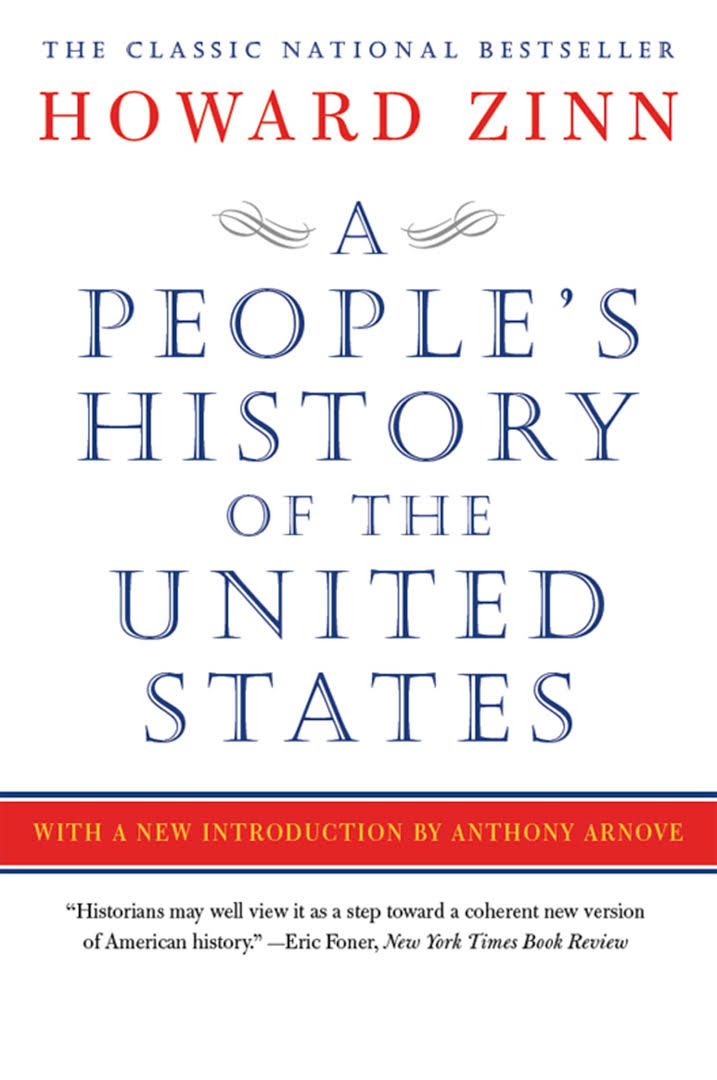 THE CLASSIC NATIONAL BESTSELLER
HOWARD ZINN
A
PEOPLE'S
HISTORY
OF THE
UNITED
STATES
WITH A NEW INTRODUCTION BY ANTHONY ARNOVE
“Historians may well view it as a step toward a coherent new version
of American history.” —Eric Foner, New York Times Book Review